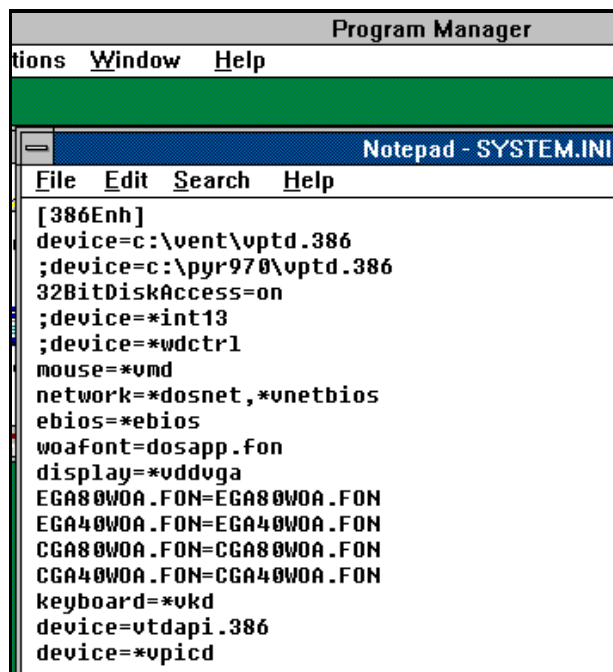 Program Manager
tions Window Help
Notepad - SYSTEM.INI
File Edit Search Help
[386Enh]
device=c:\vent\vptd.386
;device=c:\pyr970\vptd.386
32BitDiskAccess=on
;device=*int13
;device=*wdctrl
mouse=*vmd
network=*dosnet,*vnetbios
ebios=*ebios
woafont=dosapp.fon
display=*vddvga
EGA80WOA.FON=EGA80WOA.FON
EGA40WOA.FON=EGA40WOA.FON
CGA80WOA.FON=CGA80WOA.FON
CGA40WOA.FON=CGA40WOA.FON
keyboard=*vkd
device=vtdapi.386
device=*vpicd